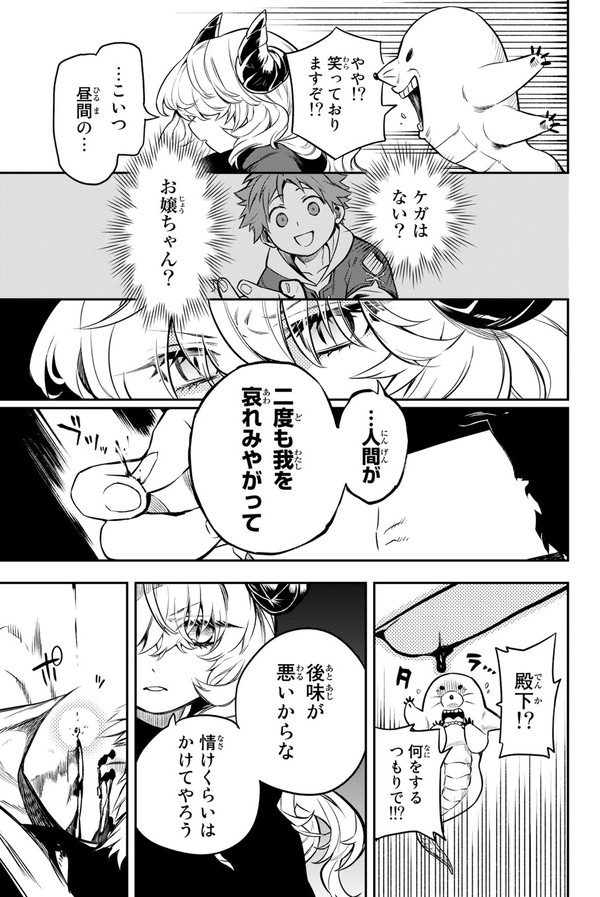 やや!?
笑っており
ますぞ!?
…こいつ
昼間の…
ケガは
ない?
お嬢ちゃん?
…人間が
二度も我を
哀れみやがって
殿下!?
何をする
つもりで!!?
後味が
悪いからな
情けくらいは
かけてやろう